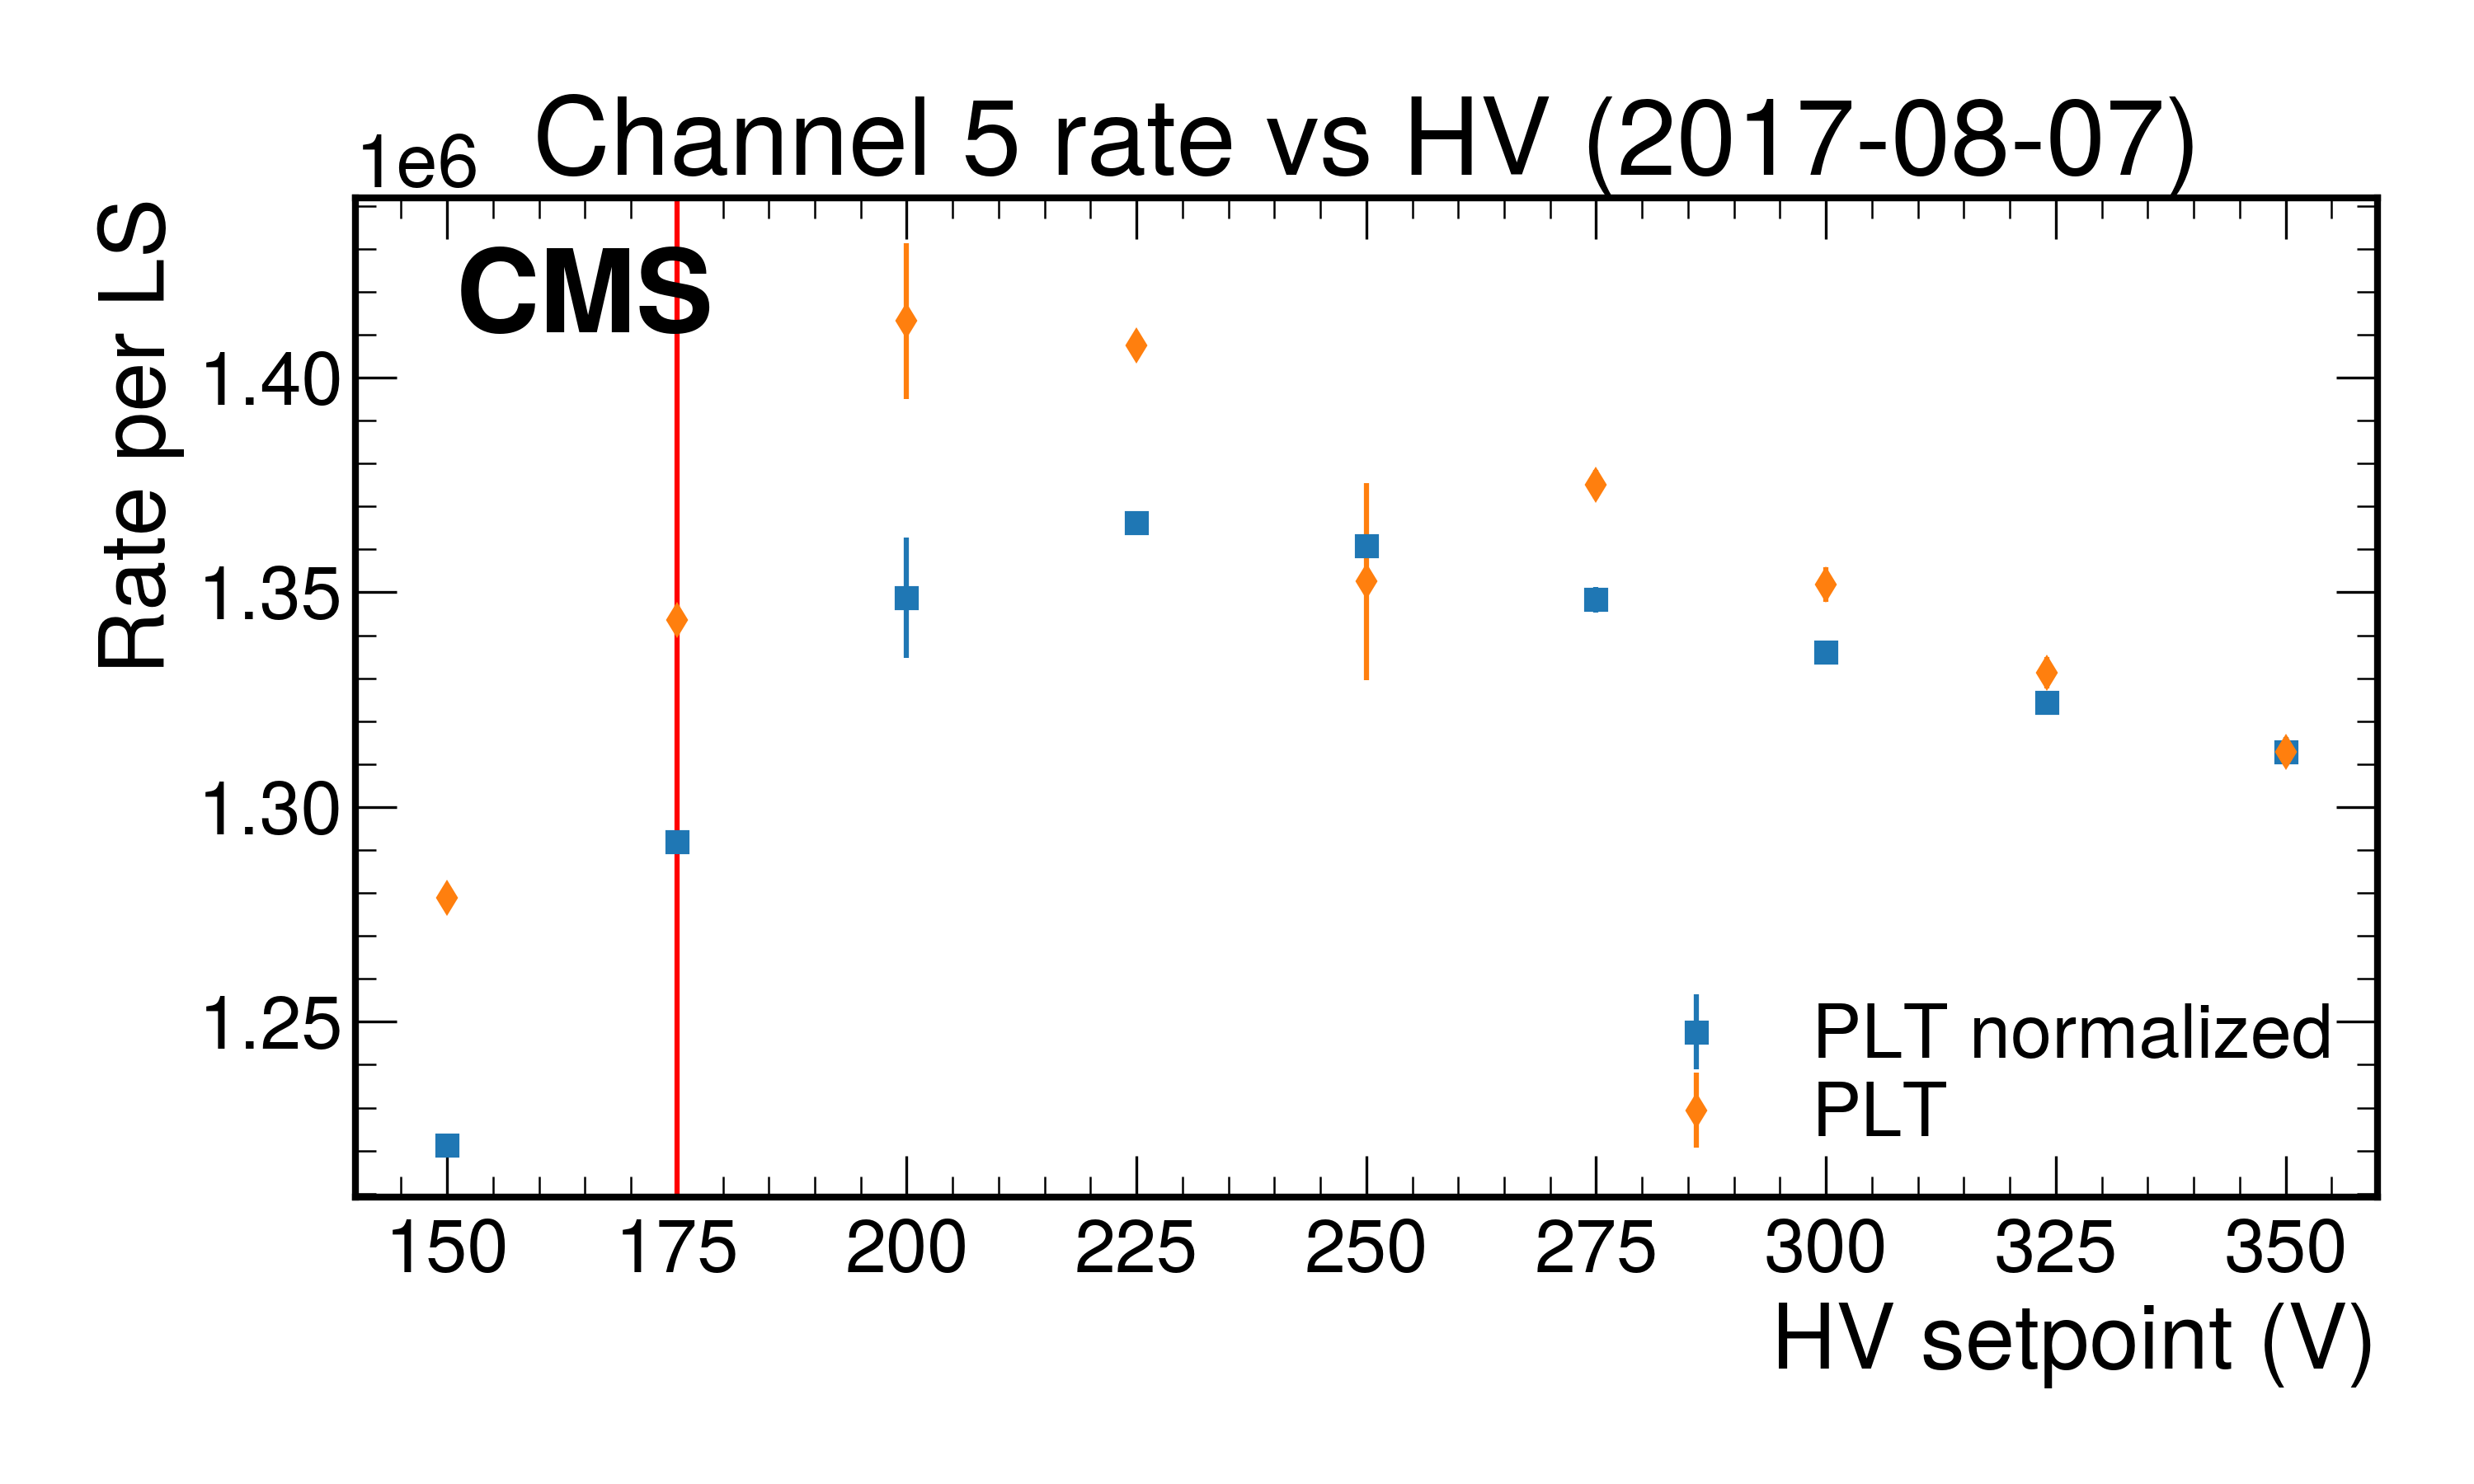 Channel 5 rate vs HV (2017-08-07)
1e6
CMS
Rate per LS
1.40
1.35
1.30
1.25
PLT normalized
PLT
150 175 200 225 250 275 300 325 350
HV setpoint (V)